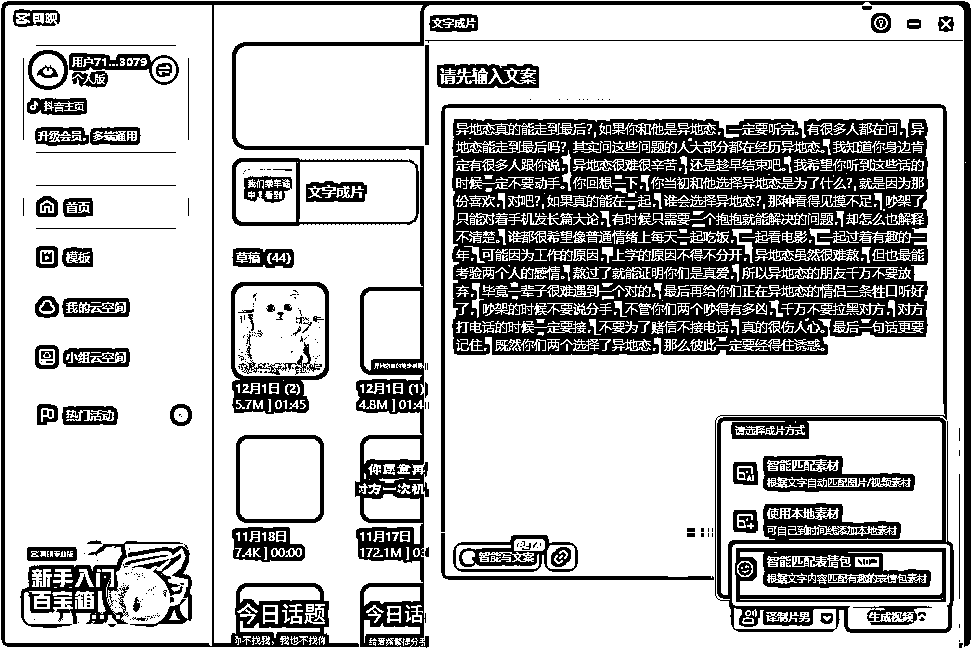 剪映
用户71...3079
个人版
抖音主页
升级会员，多端通用
首页
模板
我的云空间
小组云空间
热门活动
新手入门
百宝箱
文字成片
草稿 (44)
12月1日 (2)
5.7M | 01:45
12月1日 (1)
4.8M | 01:4
11月18日
7.4K | 00:00
你愿意再
11月17日
172.1M | 03
今日话题
你不找我，我也不找你
今日话
文字成片
请先输入文案
异地恋真的能走到最后？，如果你和他是异地恋，一定要听完。有很多人都在问，异
地恋能走到最后吗？其实问这些问题的人大部分都在经历异地恋。我知道你身边肯
定有很多人跟你说，异地恋很难很辛苦，还是趁早结束吧。我希望你听到这些话的
时候一定不要动手。你回想一下，你当初和他选择异地恋是为了什么？，就是因为那
份喜欢，对吧？，如果真的能在一起，谁会选择异地恋？，那种看得见摸不足，吵架了
只能对着手机发长篇大论，有时候只需要一个抱抱就能解决的问题，却怎么也解释
不清楚。谁都很希望像普通情绪上每天一起吃饭，一起看电影，一起过着有趣的一
年，可能因为工作的原因，上学的原因不得不分开，异地恋虽然很难熬，但也最能
考验两个人的感情。熬过了就能证明你们是真爱，所以异地恋的朋友千万不要放
弃，毕竟一辈子很难遇到一个对的。最后再给你们正在异地恋的情侣三条牲口听好
了，吵架的时候不要说分手，不管你们两个吵得有多凶，千万不要拉黑对方，对方
打电话的时候一定要接，不要为了赌信不接电话，真的很伤人心。最后一句话更要
记住，既然你们两个选择了异地恋，那么彼此一定要经得住诱惑。
请选择成片方式
智能匹配素材
根据文字自动匹配图片/视频素材
使用本地素材
可自己到时间线添加本地素材
智能匹配表情包
根据文字内容匹配有趣的表情包素材
智能写文案
译制片男
生成视频